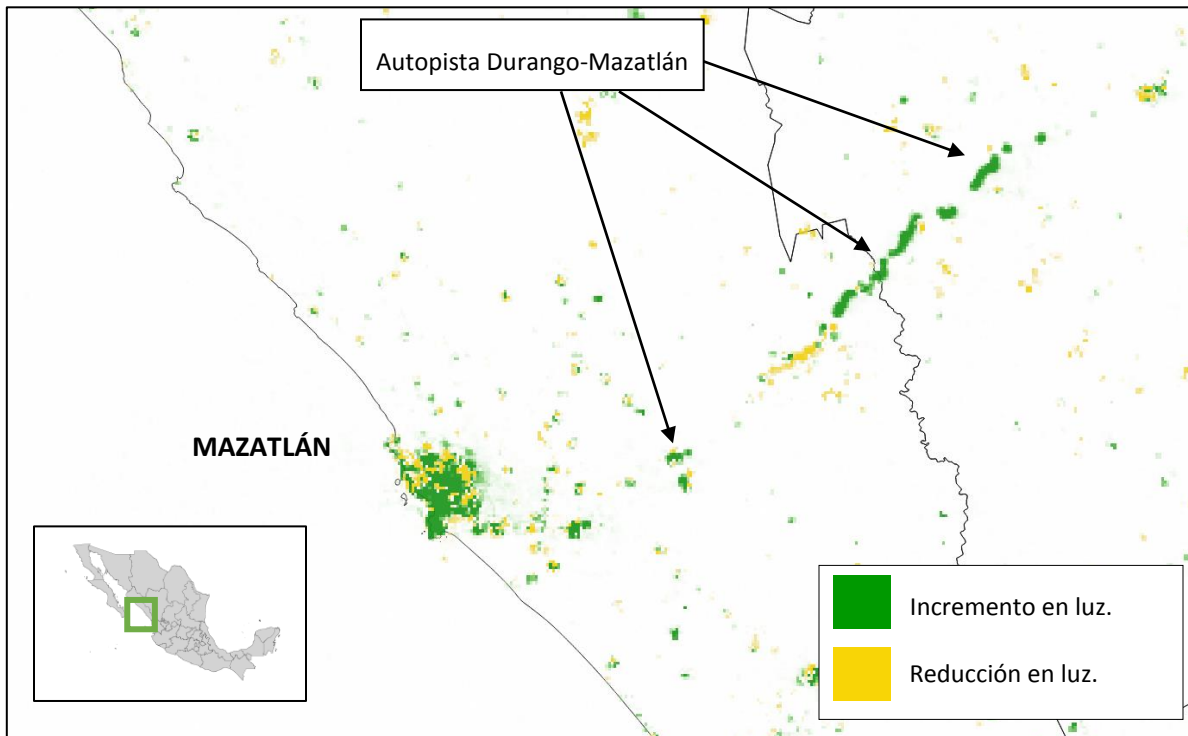 Autopista Durango-Mazatlán
MAZATLÁN
Incremento en luz.
Reducción en luz.